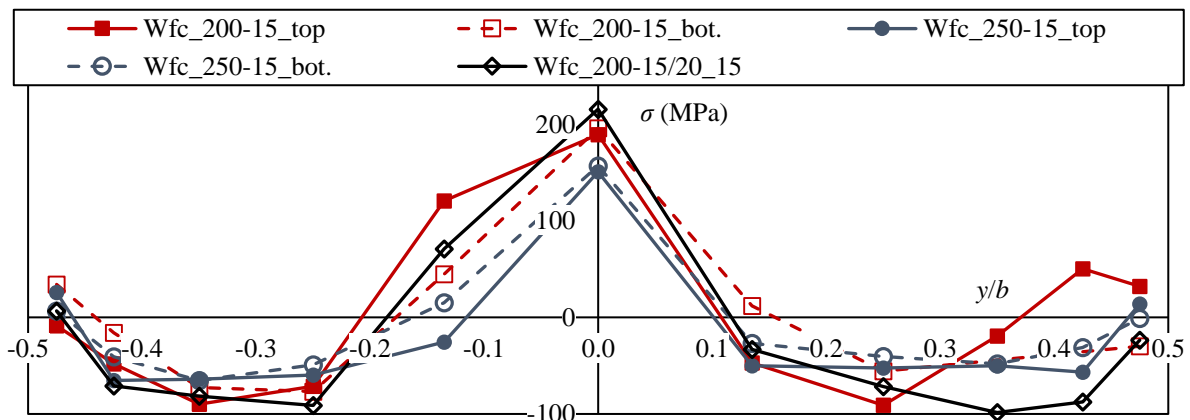 Wfc_200-15_top Wfc_200-15_bot. Wfc_250-15_top
Wfc_250-15_bot. Wfc_200-15/20_15
σ (MPa)
200
100
y/b
0
-0.5 -0.4 -0.3 -0.2 -0.1 0.0 0.1 0.2 0.3 0.4 0.5
-100